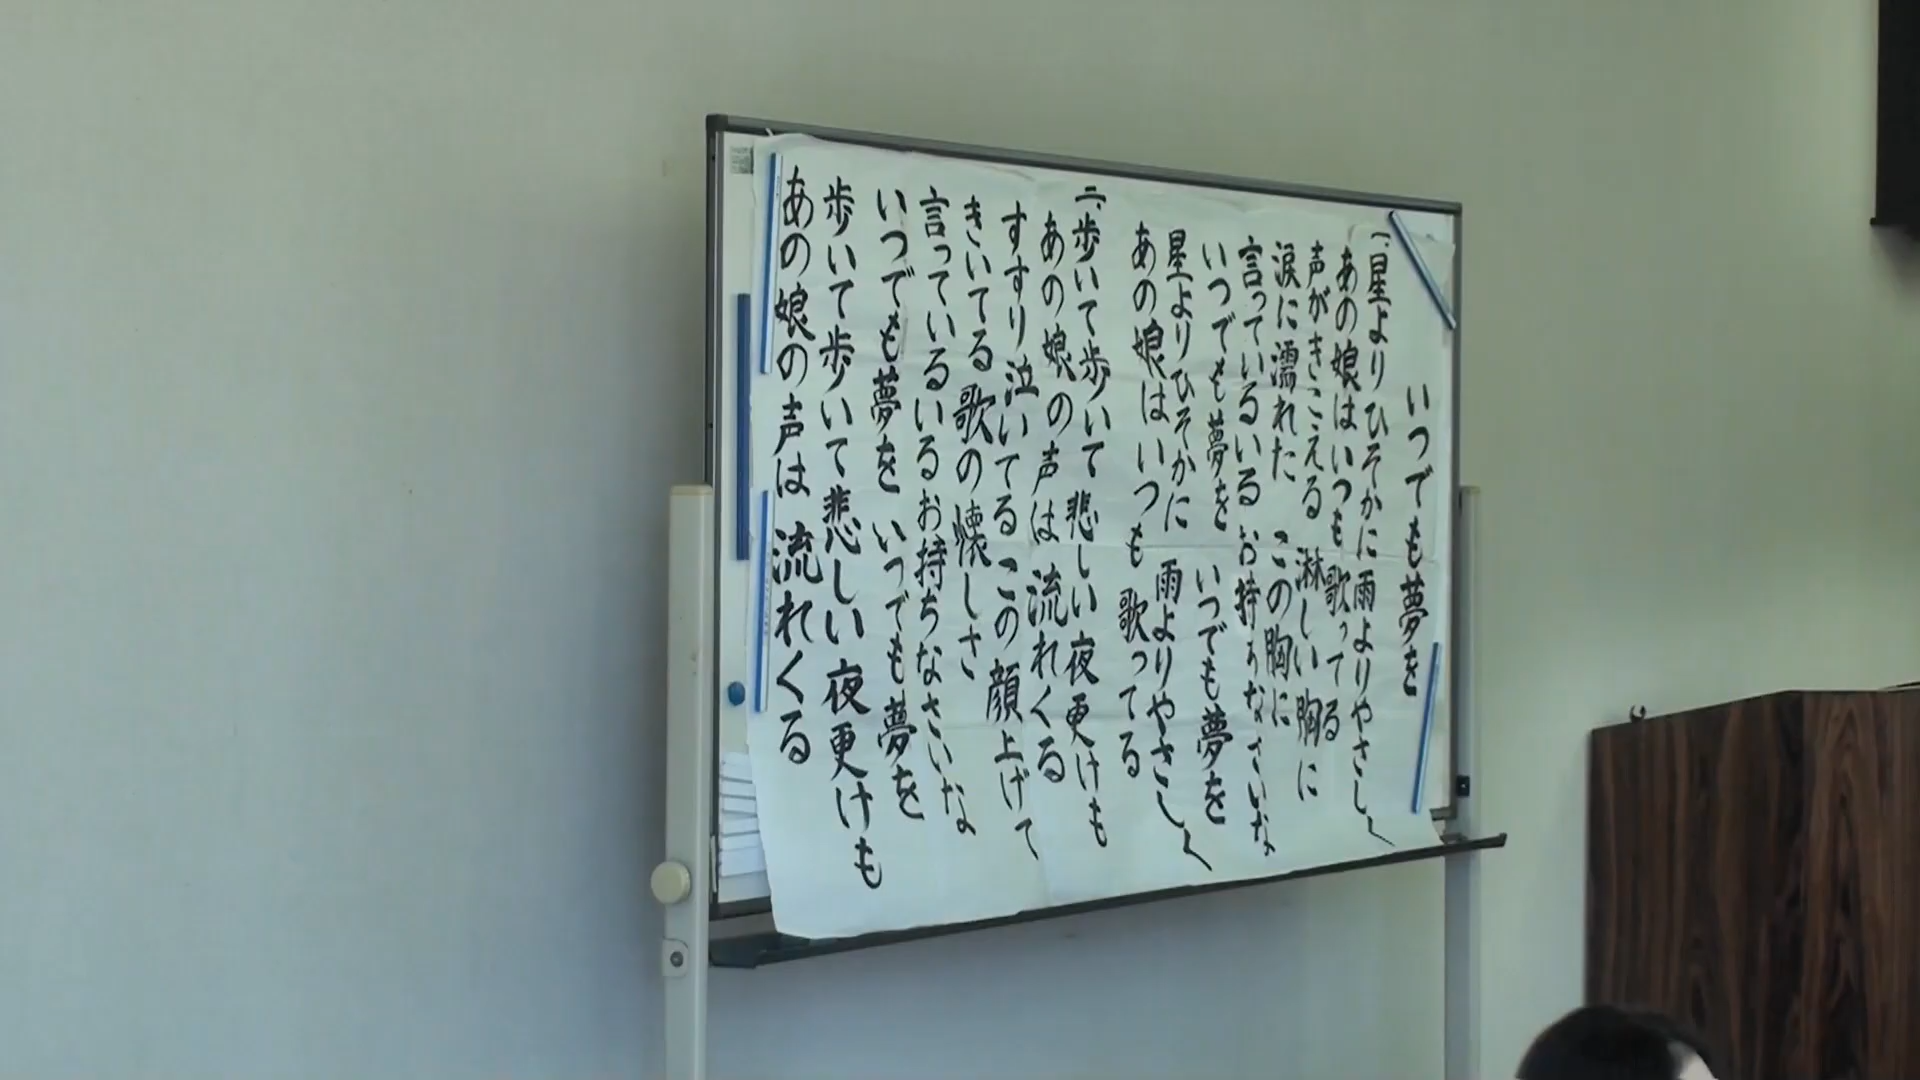 いつでも夢を
一、星よりひそかに 雨よりやさしく
あの娘はいつも歌ってる
声がきこえる 淋しい胸に
涙に濡れた この胸に
言っているいる お持ちなさいな
いつでも夢を いつでも夢を
星よりひそかに 雨よりやさしく
あの娘はいつも 歌ってる
二、歩いて歩いて 悲しい夜更けも
あの娘の声は 流れくる
すすり泣いてる この顔上げて
きいてる歌の 懐しさ
言っているいるお持ちなさいな
いつでも夢を いつでも夢を
歩いて歩いて悲しい夜更けも
あの娘の声は 流れくる